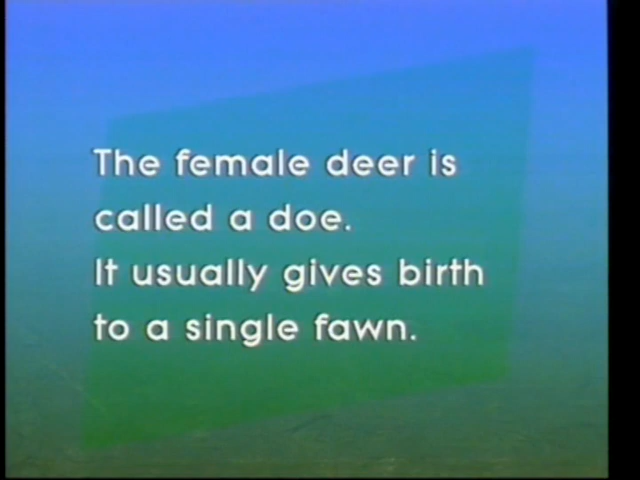 The female deer is
called a doe.
It usually gives birth
to a single fawn.